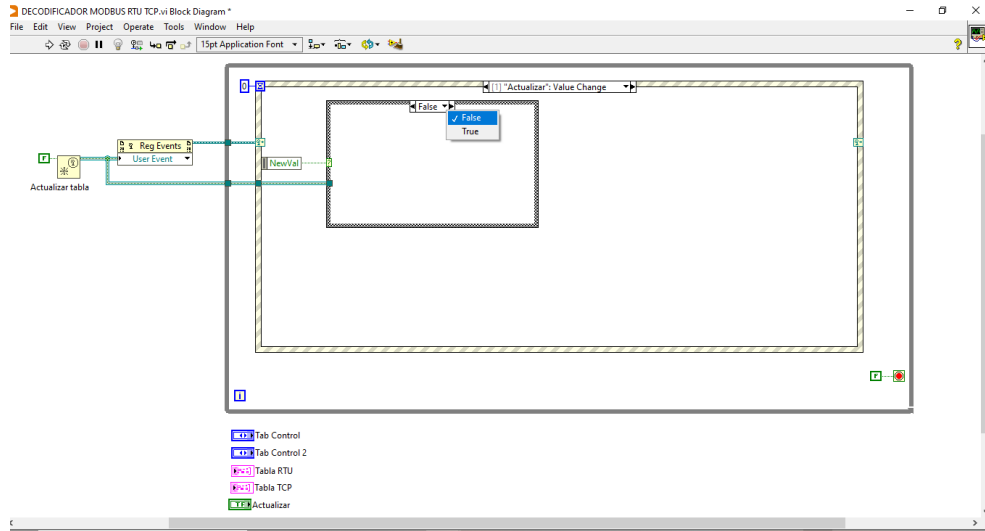 DECODIFICADOR MODBUS RTU TCP.vi Block Diagram *
File Edit View Project Operate Tools Window Help
15pt Application Font
0
[1] "Actualizar": Value Change
False
False
True
Reg Events
User Event
F
Actualizar tabla
NewVal
?
F
i
Tab Control
Tab Control 2
Tabla RTU
Tabla TCP
TF Actualizar